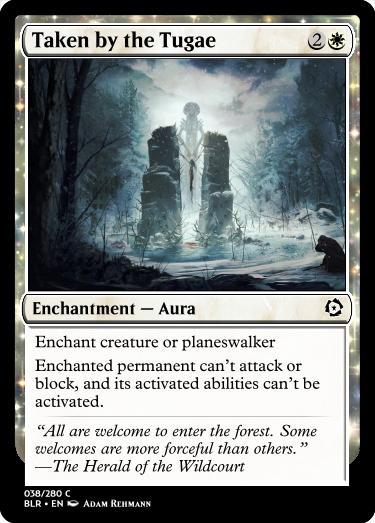 Taken by the Tugae 2
Enchantment — Aura
Enchant creature or planeswalker
Enchanted permanent can't attack or
block, and its activated abilities can't be
activated.
“All are welcome to enter the forest. Some
welcomes are more forceful than others.”
—The Herald of the Wildcourt
038/280 C
BLR • EN Adam Rehmann